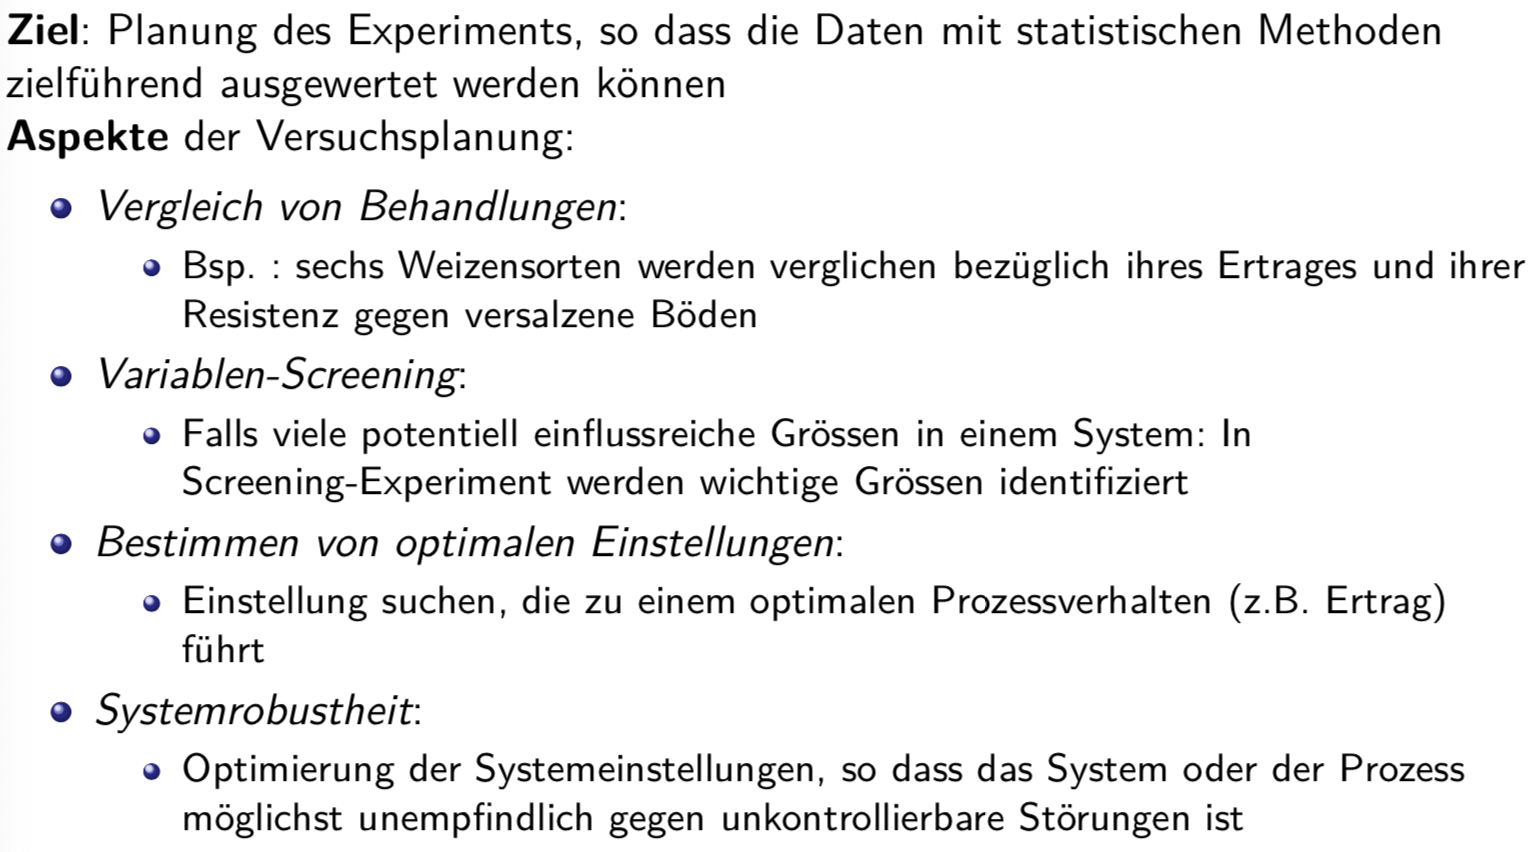 Ziel: Planung des Experiments, so dass die Daten mit statistischen Methoden
zielführend ausgewertet werden können
Aspekte der Versuchsplanung:
Vergleich von Behandlungen:
Bsp. : sechs Weizensorten werden verglichen bezüglich ihres Ertrages und ihrer
Resistenz gegen versalzene Böden
Variablen-Screening:
Falls viele potentiell einflussreiche Grössen in einem System: In
Screening-Experiment werden wichtige Grössen identifiziert
Bestimmen von optimalen Einstellungen:
Einstellung suchen, die zu einem optimalen Prozessverhalten (z.B. Ertrag)
führt
Systemrobustheit:
Optimierung der Systemeinstellungen, so dass das System oder der Prozess
möglichst unempfindlich gegen unkontrollierbare Störungen ist